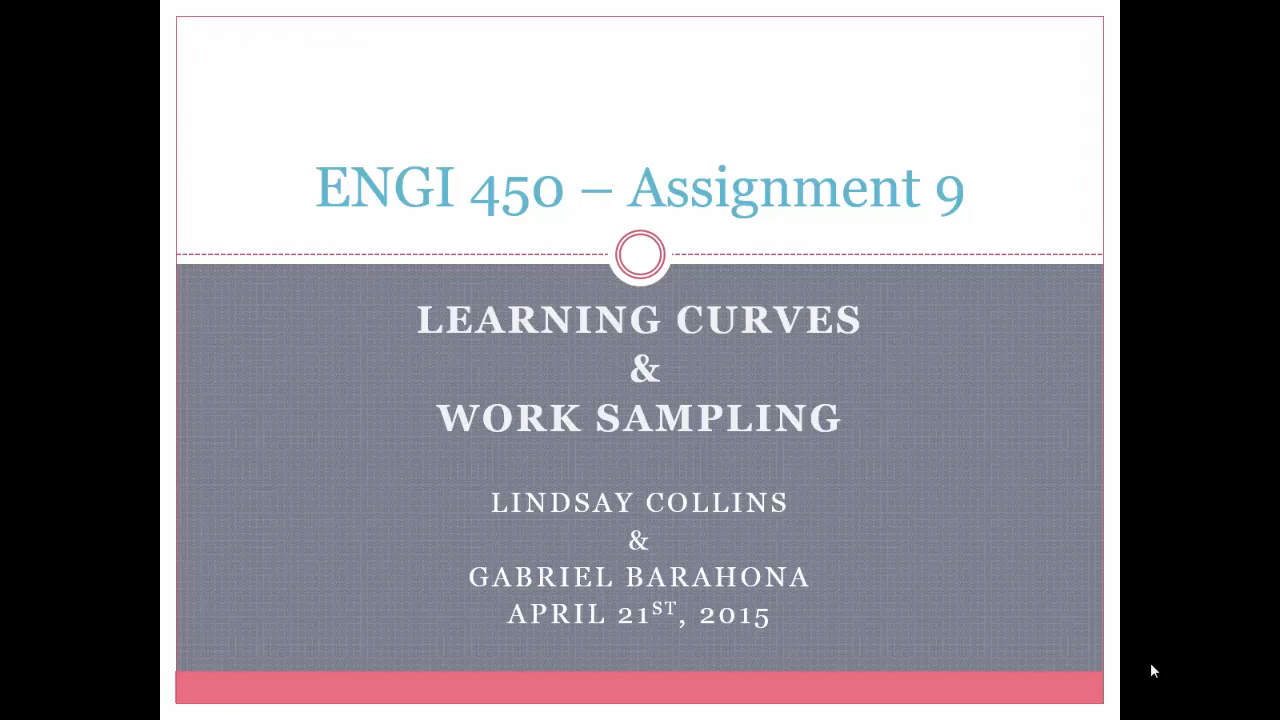 ENGI 450 – Assignment 9
LEARNING CURVES
&
WORK SAMPLING
LINDSAY COLLINS
&
GABRIEL BARAHONA
APRIL 21ST, 2015